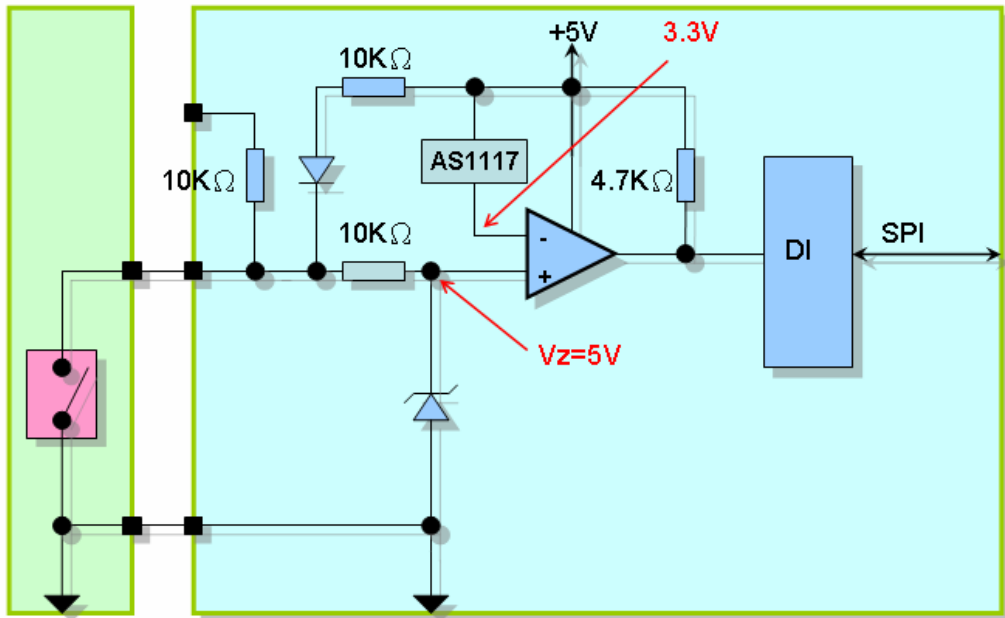 +5V
3.3V
10KΩ
AS1117
10KΩ
4.7KΩ
10KΩ
-
+
DI
SPI
Vz=5V